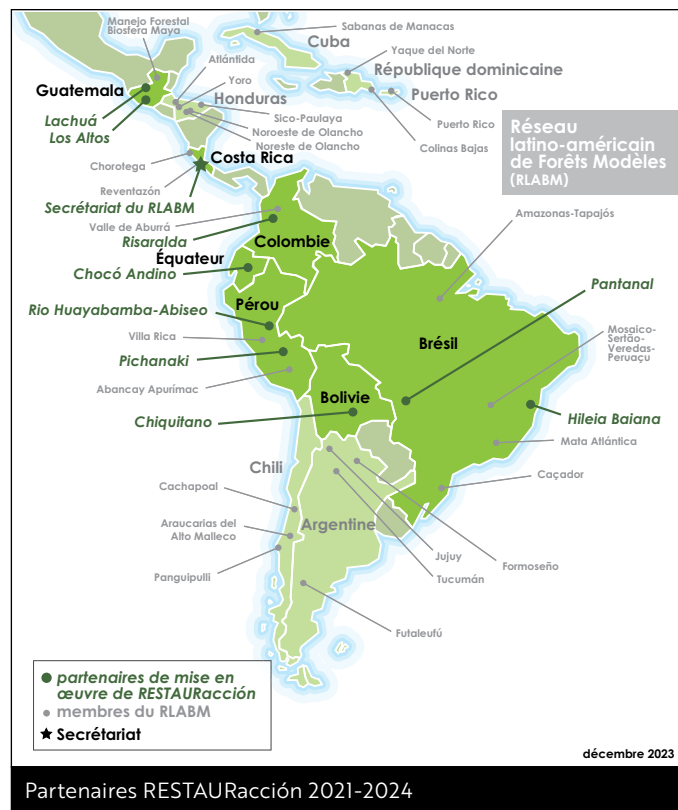 Manejo Forestal
Biosfera Maya
Sabanas de Manacas
Cuba
Yaque del Norte
Atlántida
République dominicaine
Guatemala
Yoro
Honduras
Puerto Rico
Lachuá
Los Altos
Sico-Paulaya
Noroeste de Olancho
Noreste de Olancho
Puerto Rico
Colinas Bajas
Réseau
latino-américain
de Forêts Modèles
(RLABM)
Chorotega
Costa Rica
Reventazón
Secrétariat du RLABM
Valle de Aburrá
Amazonas-Tapajós
Risaralda
Colombie
Équateur
Chocó Andino
Pantanal
Pérou
Rio Huayabamba-Abiseo
Villa Rica
Brésil
Mosaico-
Sertão-
Veredas-
Peruaçu
Pichanaki
Abancay Apurímac
Bolivie
Chiquitano
Hileia Baiana
Mata Atlántica
Chili
Caçador
Cachapoal
Argentine
Araucarias del
Alto Malleco
Jujuy
Formoseño
Panguipulli
Tucumán
Futaleufú
partenaires de mise en
œuvre de RESTAURacción
membres du RLABM
Secrétariat
décembre 2023
Partenaires RESTAURacción 2021-2024